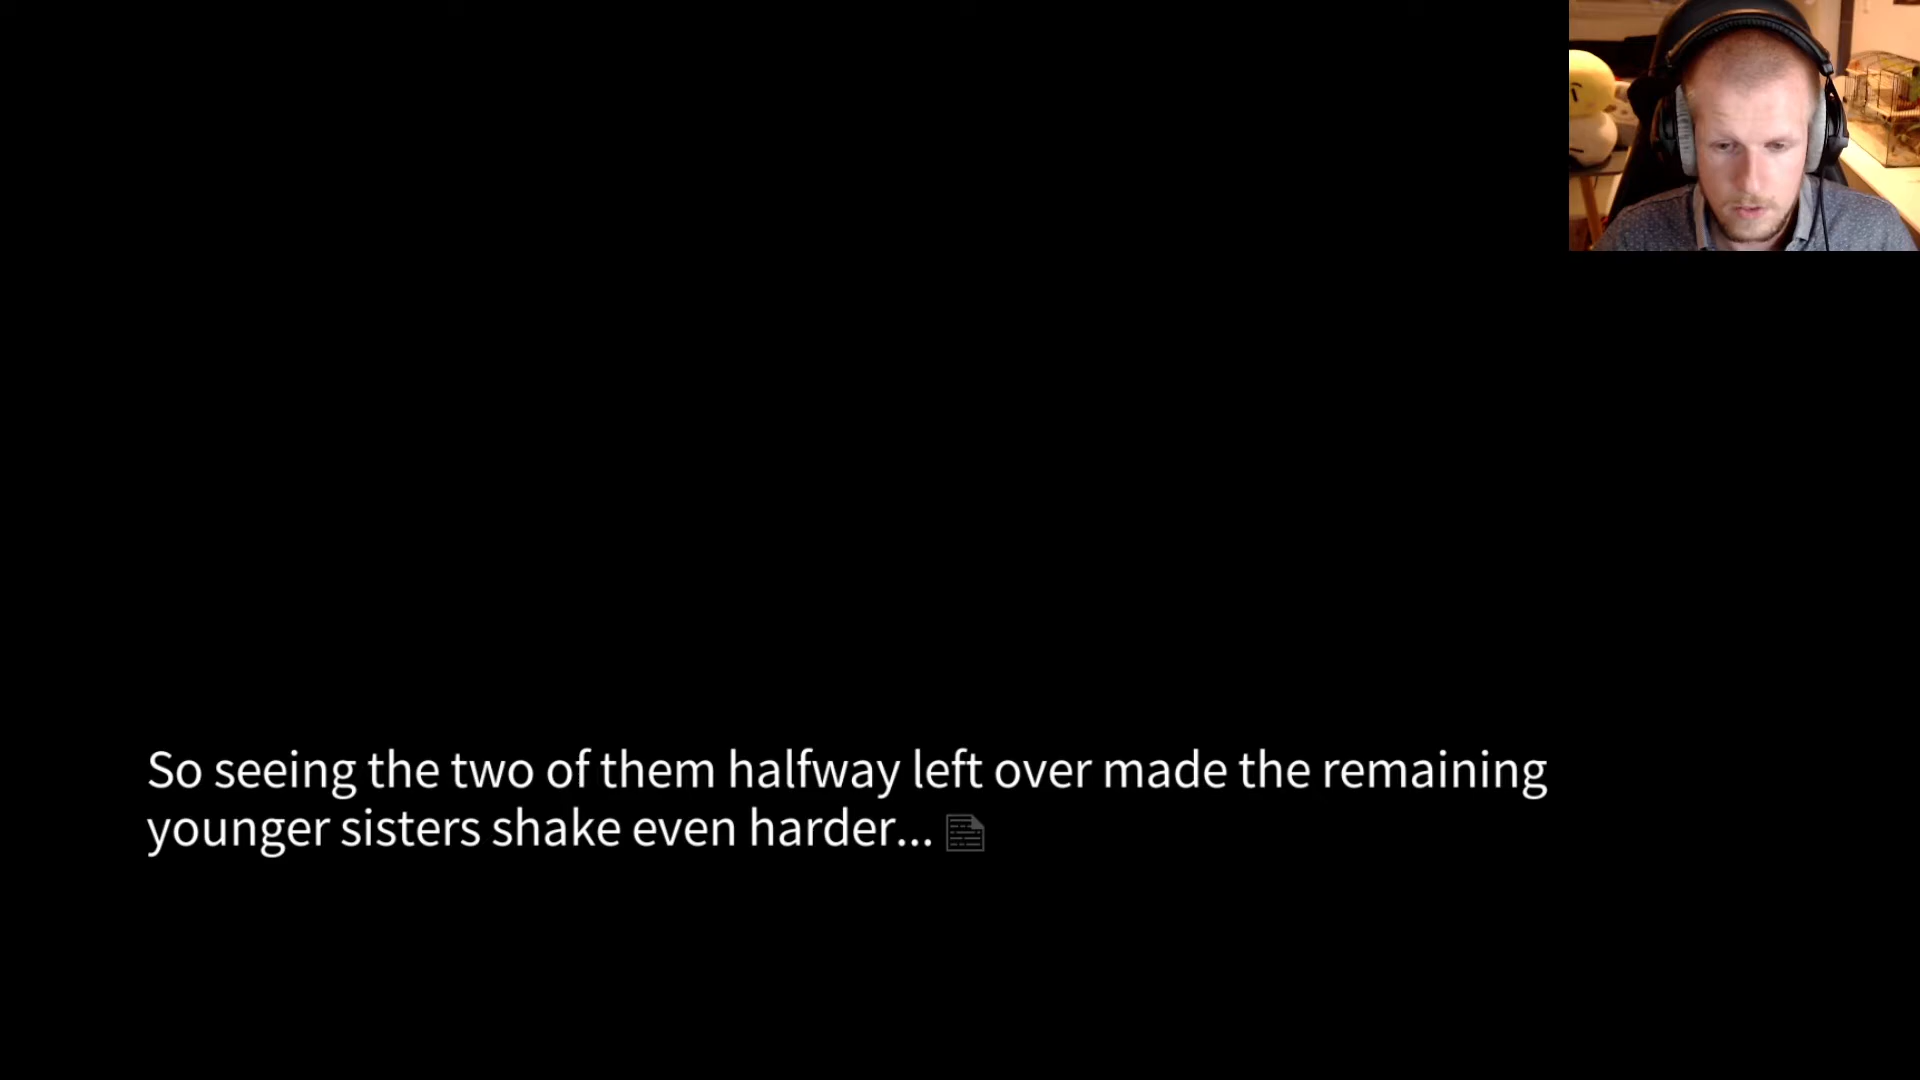 So seeing the two of them halfway left over made the remaining
younger sisters shake even harder...